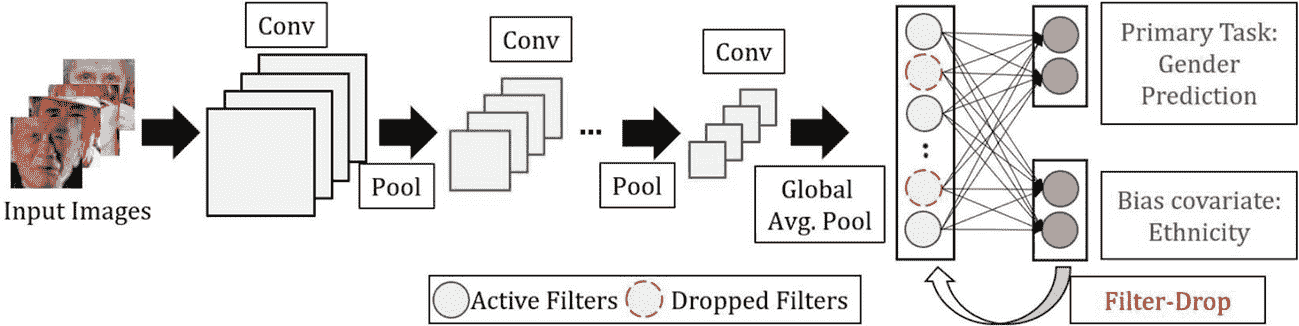 Conv
Conv
Conv
...
Pool
Pool
Global
Avg. Pool
Input Images
Primary Task:
Gender
Prediction
Bias covariate:
Ethnicity
Active Filters
Dropped Filters
Filter-Drop